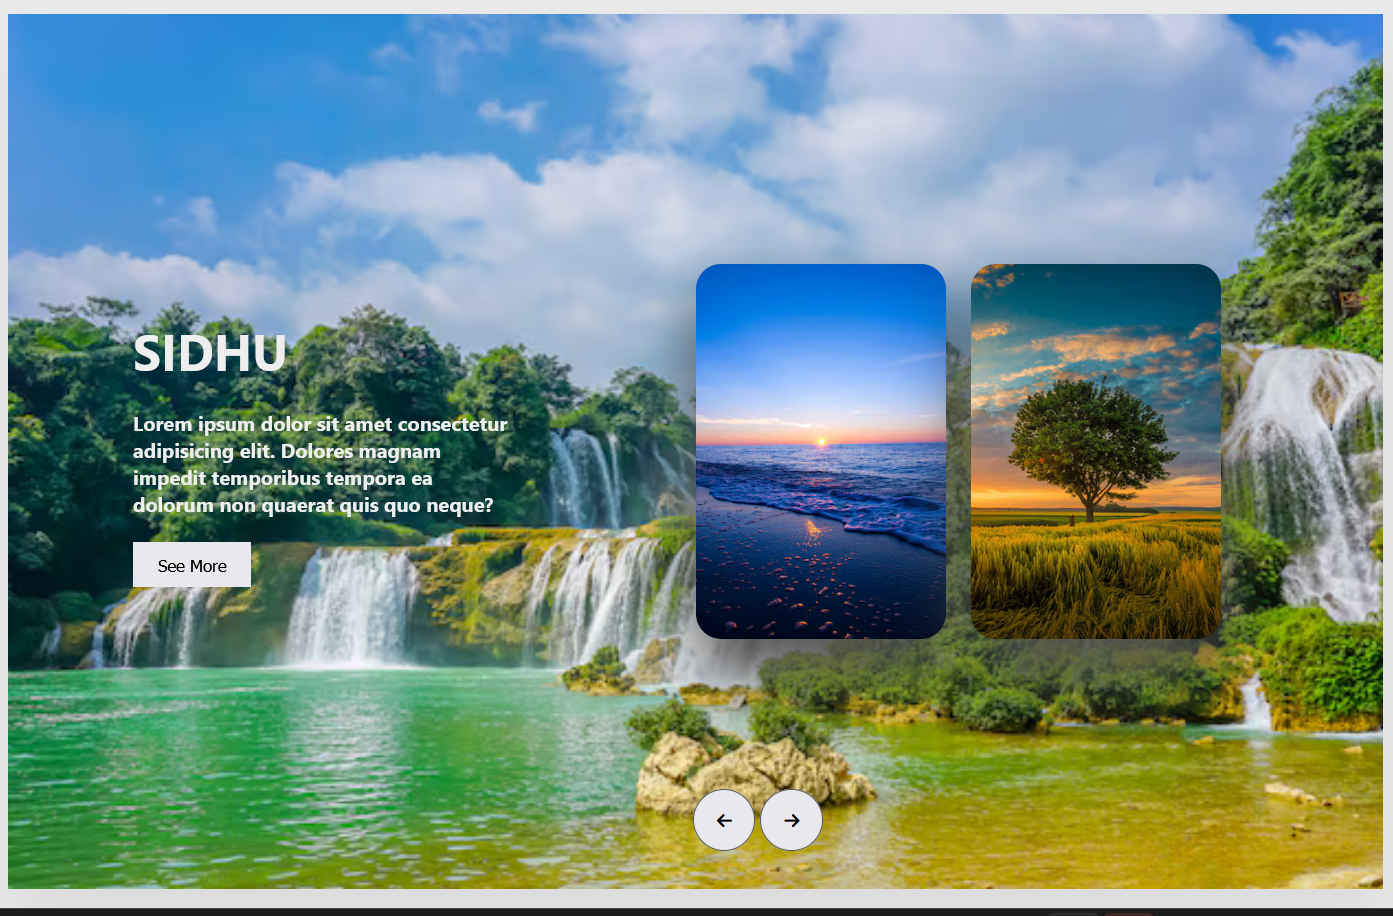 SIDHU
Lorem ipsum dolor sit amet consectetur
adipisicing elit. Dolores magnam
impedit temporibus tempora ea
dolorum non quaerat quis quo neque?
See More